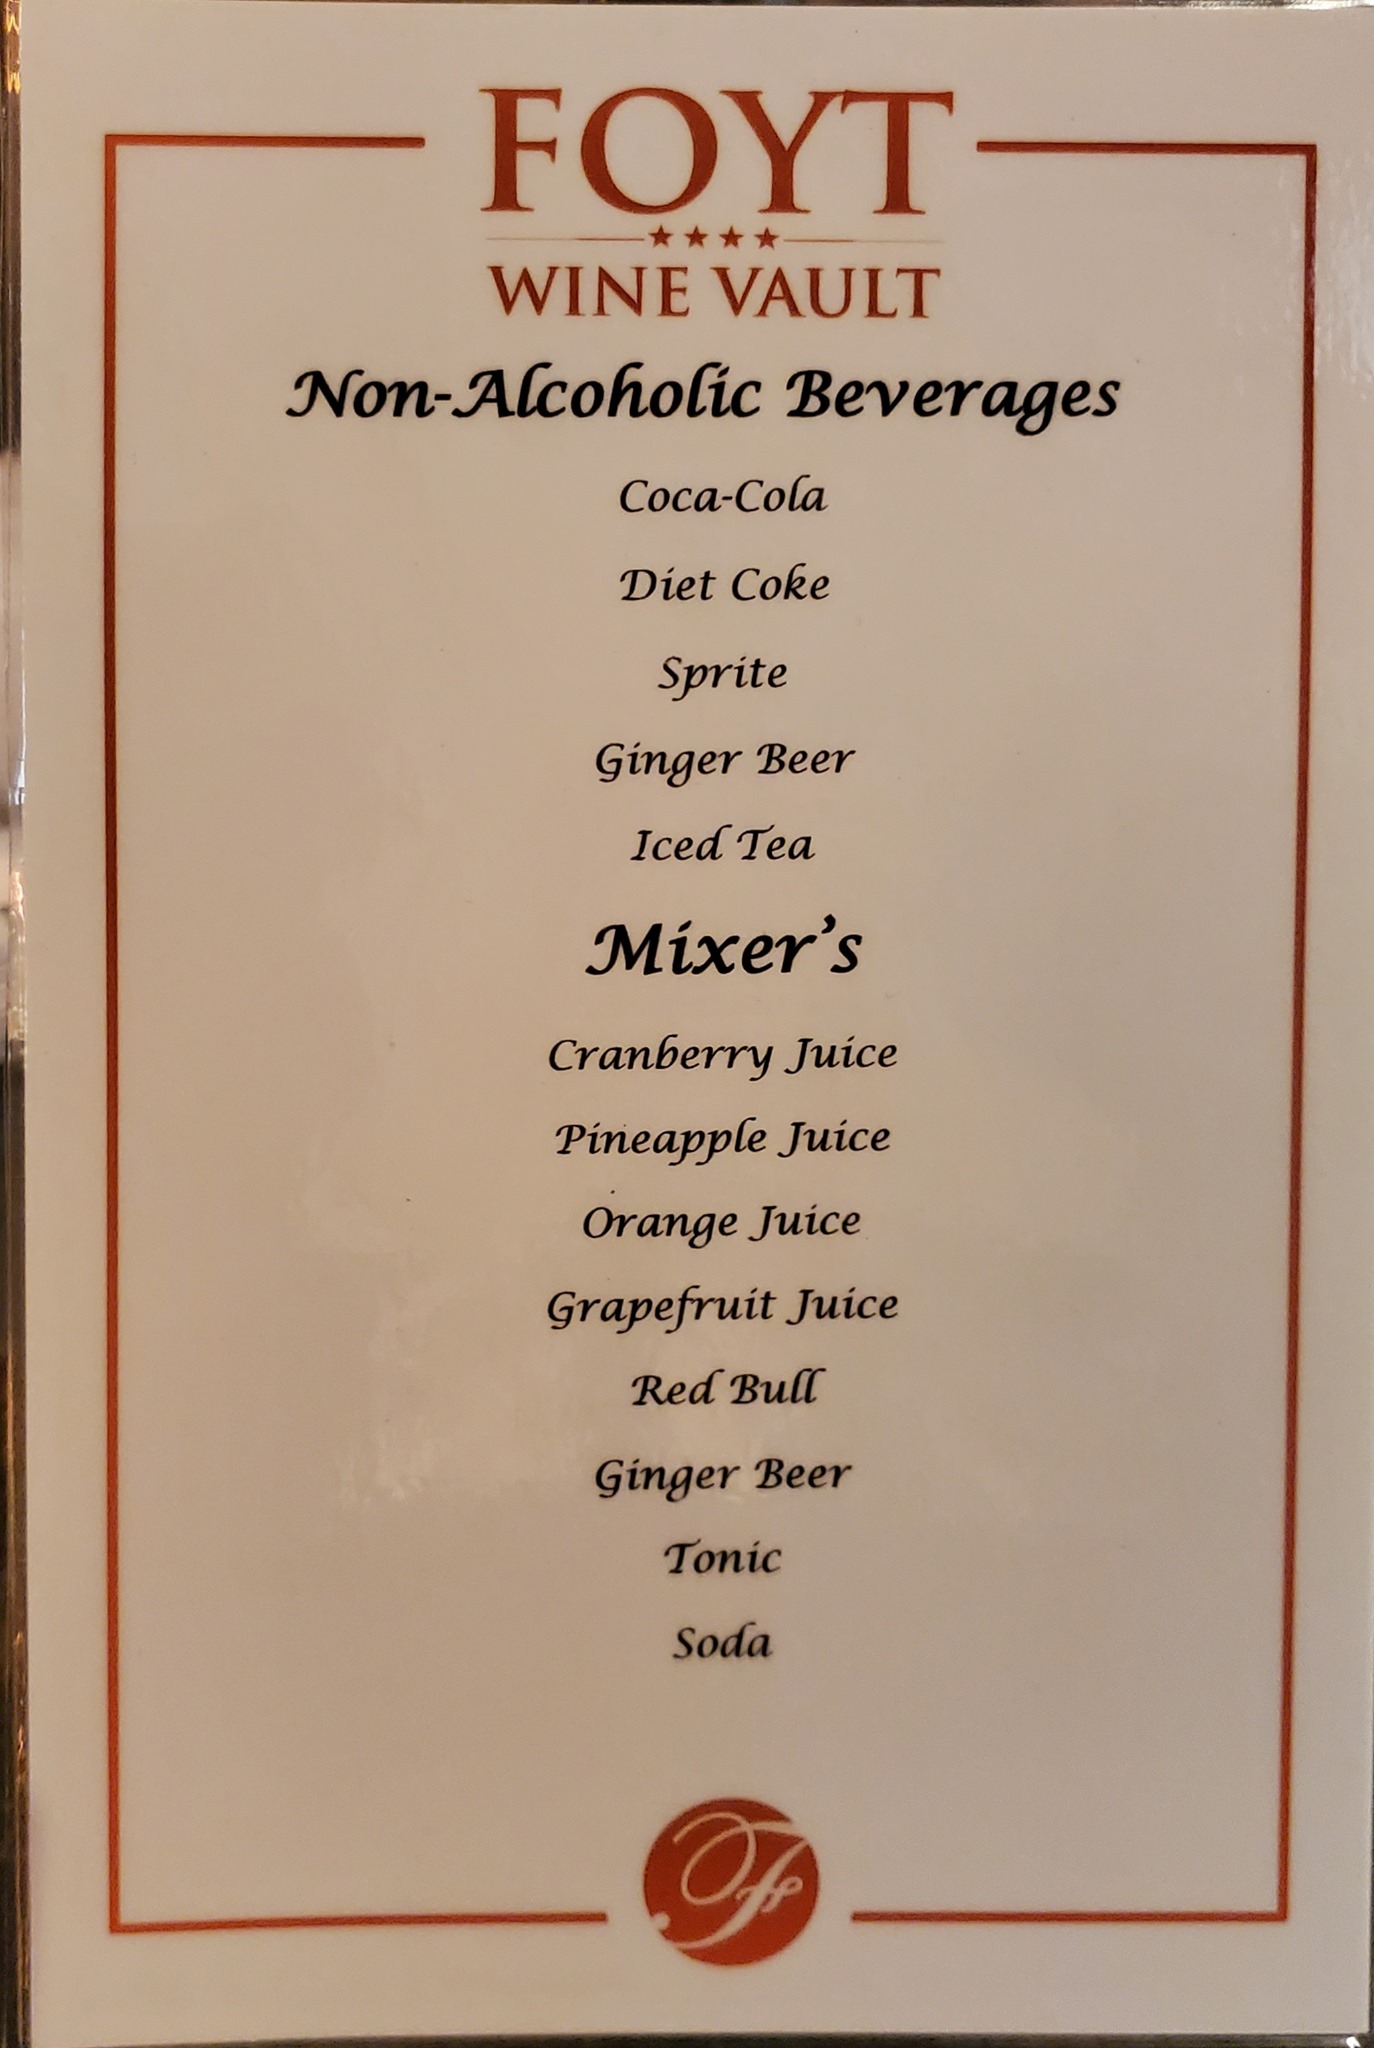 FOYT
WINE VAULT
Non-Alcoholic Beverages
Coca-Cola
Diet Coke
Sprite
Ginger Beer
Iced Tea
Mixer's
Cranberry Juice
Pineapple Juice
Orange Juice
Grapefruit Juice
Red Bull
Ginger Beer
Tonic
Soda
F